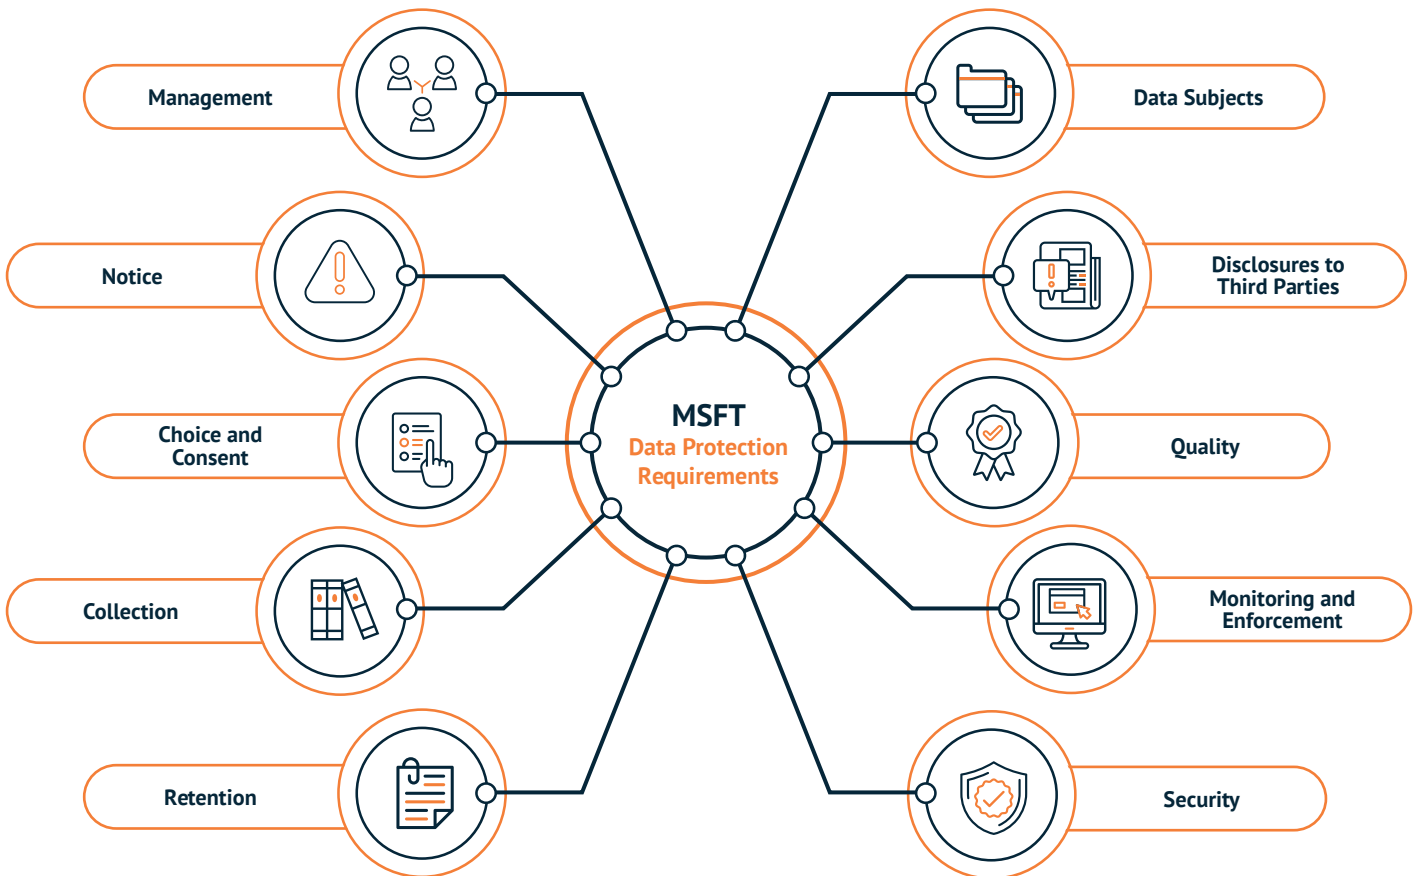 Management
Data Subjects
Notice
Disclosures to
Third Parties
Choice and
Consent
MSFT
Data Protection
Requirements
Quality
Collection
Monitoring and
Enforcement
Retention
Security